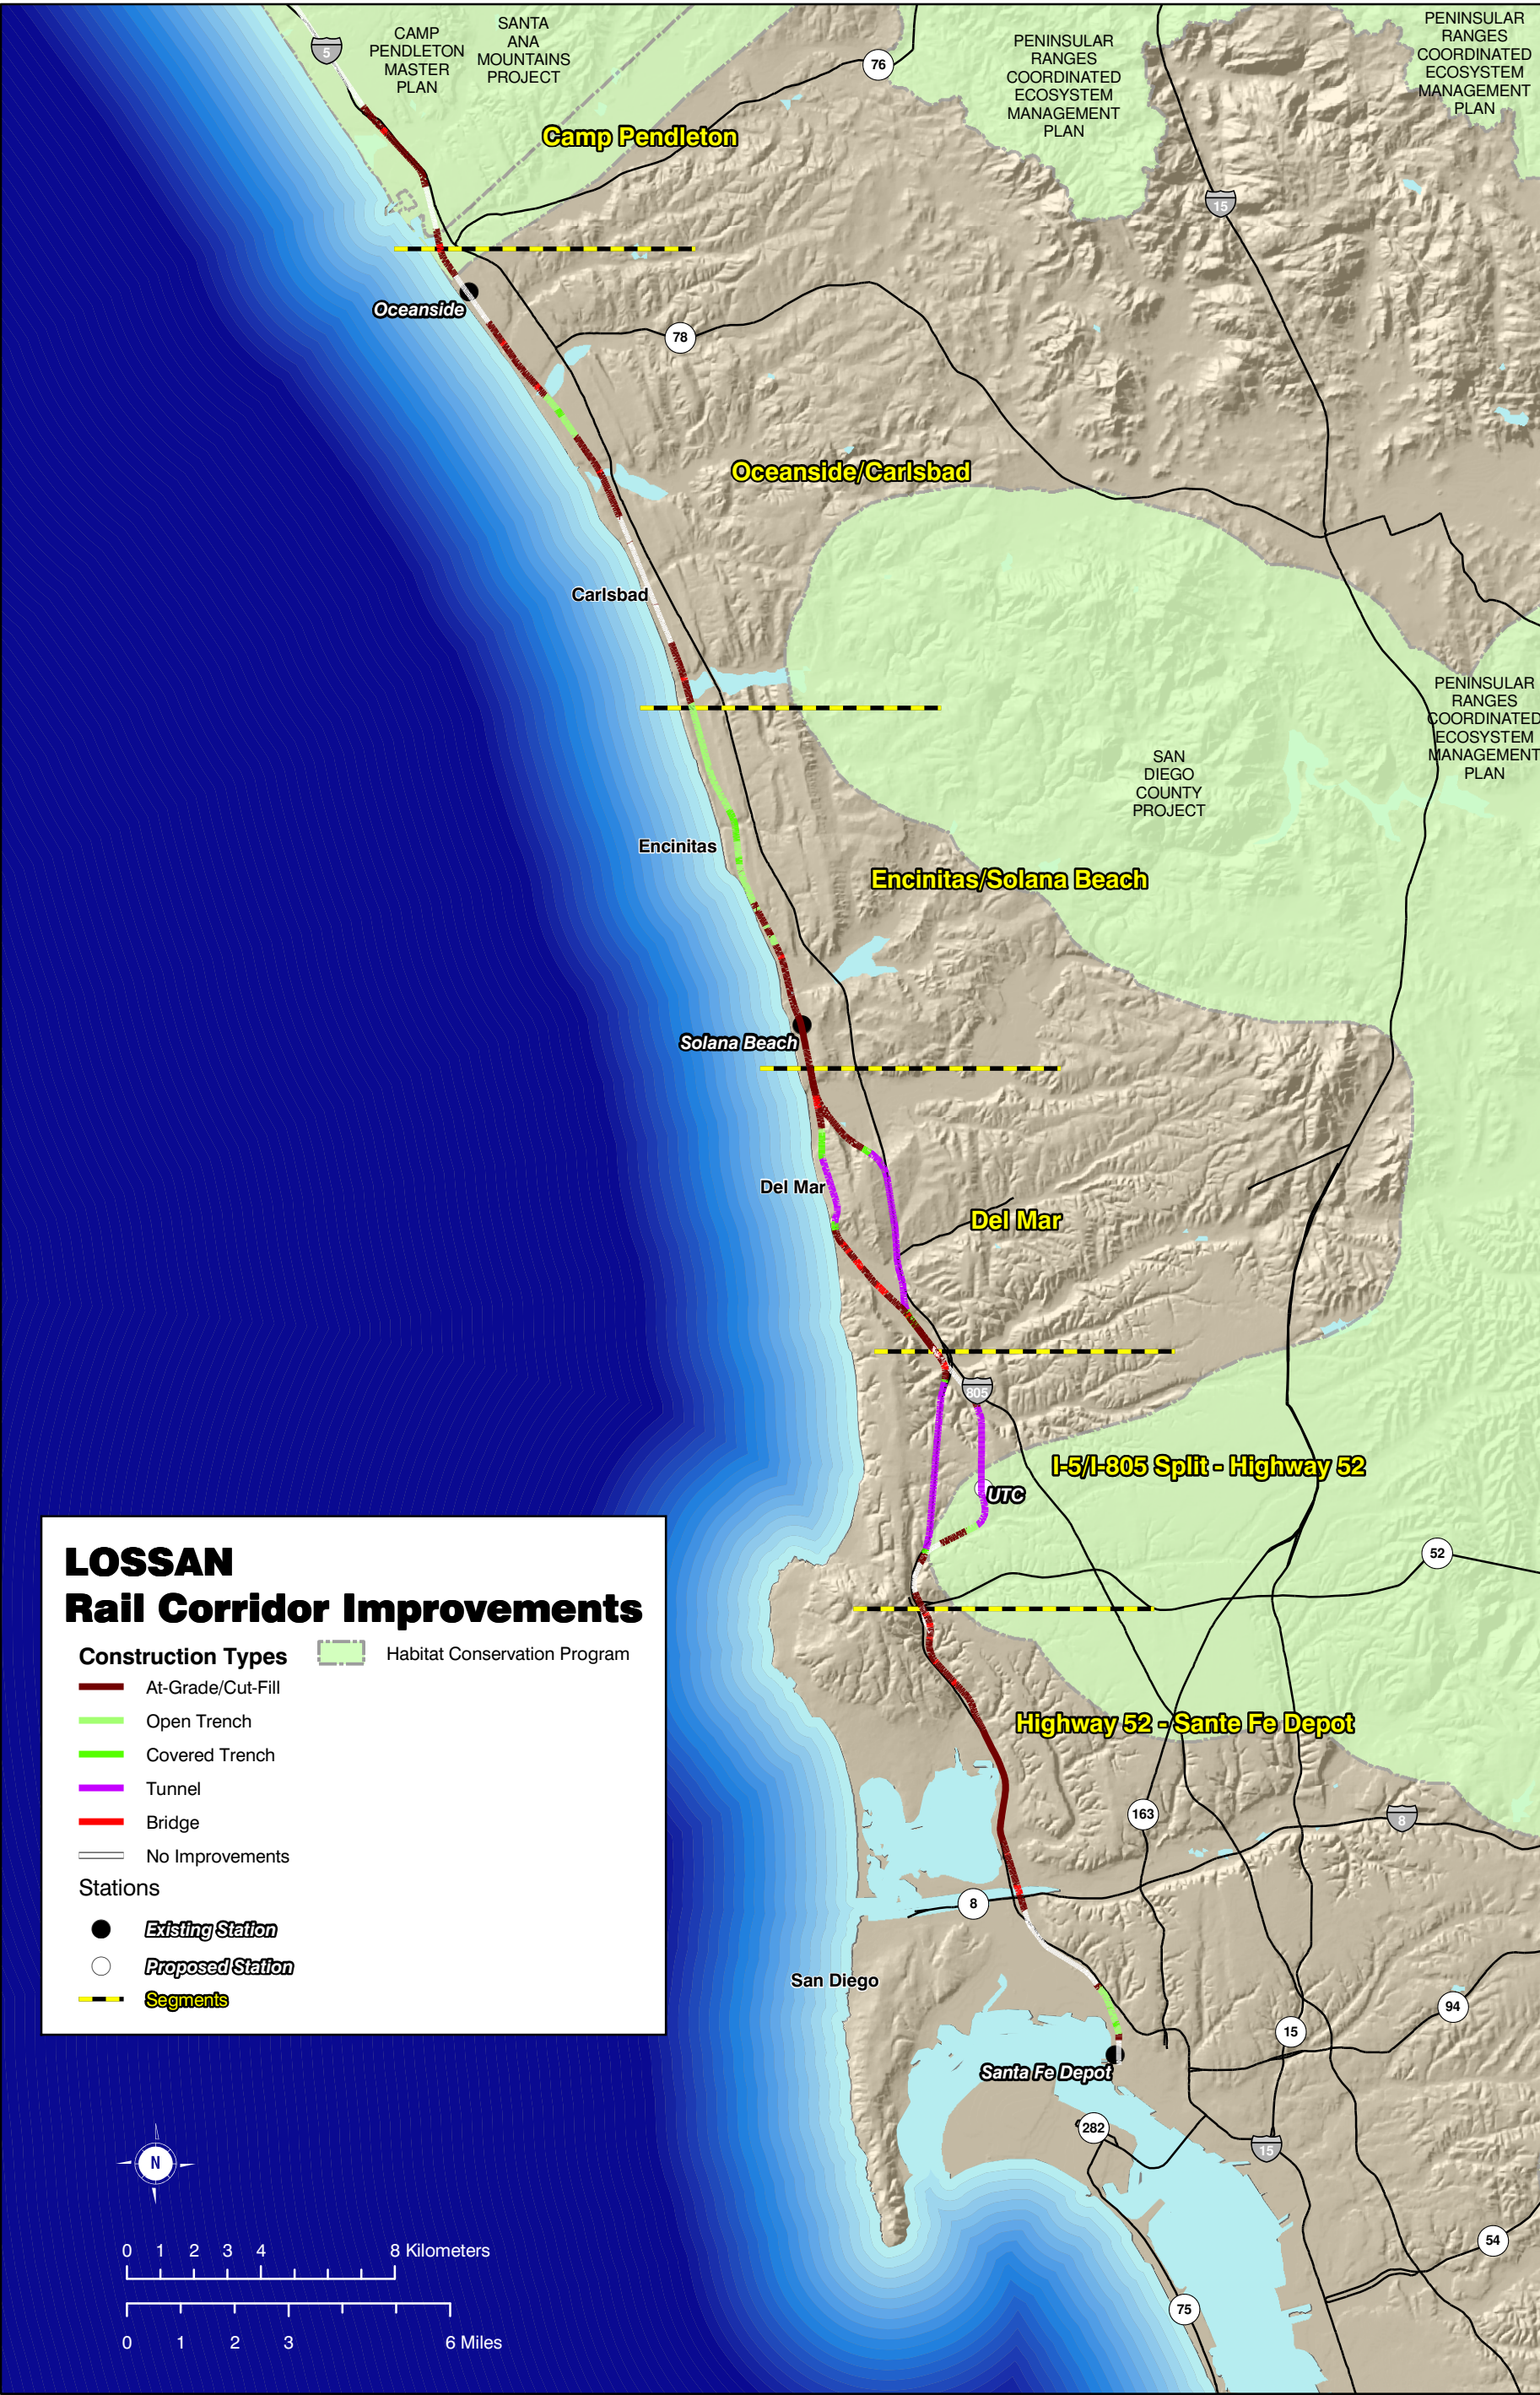 5
CAMP
PENDLETON
MASTER
PLAN
SANTA
ANA
MOUNTAINS
PROJECT
76
PENINSULAR
RANGES
COORDINATED
ECOSYSTEM
MANAGEMENT
PLAN
PENINSULAR
RANGES
COORDINATED
ECOSYSTEM
MANAGEMENT
PLAN
Camp Pendleton
15
Oceanside
78
Oceanside/Carlsbad
Carlsbad
PENINSULAR
RANGES
COORDINATED
ECOSYSTEM
MANAGEMENT
PLAN
SAN
DIEGO
COUNTY
PROJECT
Encinitas
Encinitas/Solana Beach
Solana Beach
Del Mar
Del Mar
805
I-5/I-805 Split - Highway 52
UTC
52
LOSSAN
Rail Corridor Improvements
Construction Types
Habitat Conservation Program
At-Grade/Cut-Fill
Open Trench
Covered Trench
Tunnel
Bridge
No Improvements
Stations
Existing Station
Proposed Station
Segments
Highway 52 - Sante Fe Depot
163
8
8
San Diego
94
15
Santa Fe Depot
282
15
N
54
0 1 2 3 4 8 Kilometers
75
0 1 2 3 6 Miles